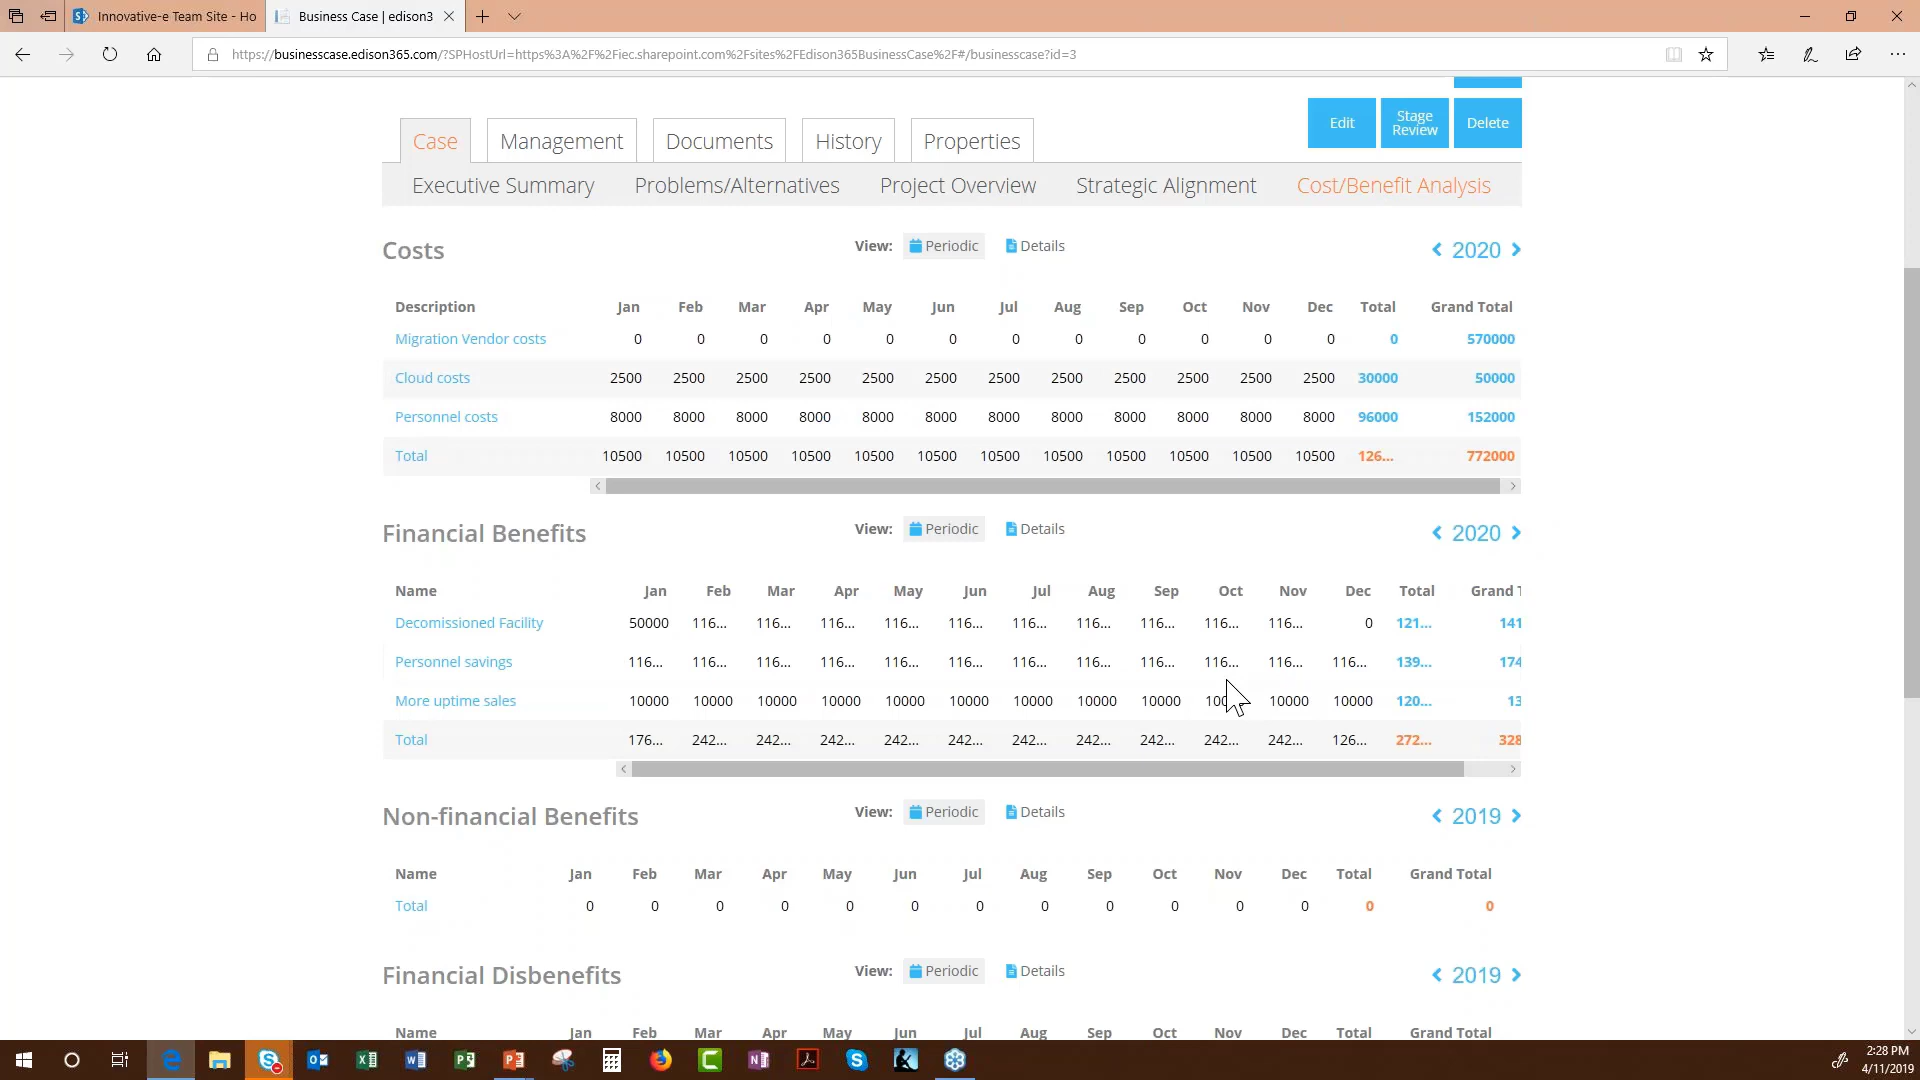 Innovative-e Team Site - Ho
Business Case | edison3
https://businesscase.edison365.com/?SPHostUrl=https%3A%2F%2Fiec.sharepoint.com%2Fsites%2FEdison365BusinessCase%2F#/businesscase?id=3
Case Management Documents History Properties
Edit Stage Review Delete
Executive Summary Problems/Alternatives Project Overview Strategic Alignment Cost/Benefit Analysis
Costs View: Periodic Details 2020
Description Jan Feb Mar Apr May Jun Jul Aug Sep Oct Nov Dec Total Grand Total
Migration Vendor costs 0 0 0 0 0 0 0 0 0 0 0 0 0 570000
Cloud costs 2500 2500 2500 2500 2500 2500 2500 2500 2500 2500 2500 2500 30000 50000
Personnel costs 8000 8000 8000 8000 8000 8000 8000 8000 8000 8000 8000 8000 96000 152000
Total 10500 10500 10500 10500 10500 10500 10500 10500 10500 10500 10500 10500 126... 772000
Financial Benefits View: Periodic Details 2020
Name Jan Feb Mar Apr May Jun Jul Aug Sep Oct Nov Dec Total Grand T
Decomissioned Facility 50000 116... 116... 116... 116... 116... 116... 116... 116... 116... 116... 0 121... 141
Personnel savings 116... 116... 116... 116... 116... 116... 116... 116... 116... 116... 116... 116... 139... 174
More uptime sales 10000 10000 10000 10000 10000 10000 10000 10000 10000 100 10000 10000 120... 13
Total 176... 242... 242... 242... 242... 242... 242... 242... 242... 242... 242... 126... 272... 328
Non-financial Benefits View: Periodic Details 2019
Name Jan Feb Mar Apr May Jun Jul Aug Sep Oct Nov Dec Total Grand Total
Total 0 0 0 0 0 0 0 0 0 0 0 0 0 0
Financial Disbenefits View: Periodic Details 2019
Name Jan Feb Mar Apr May Jun Jul Aug Sep Oct Nov Dec Total Grand Total
2:28 PM
4/11/2019